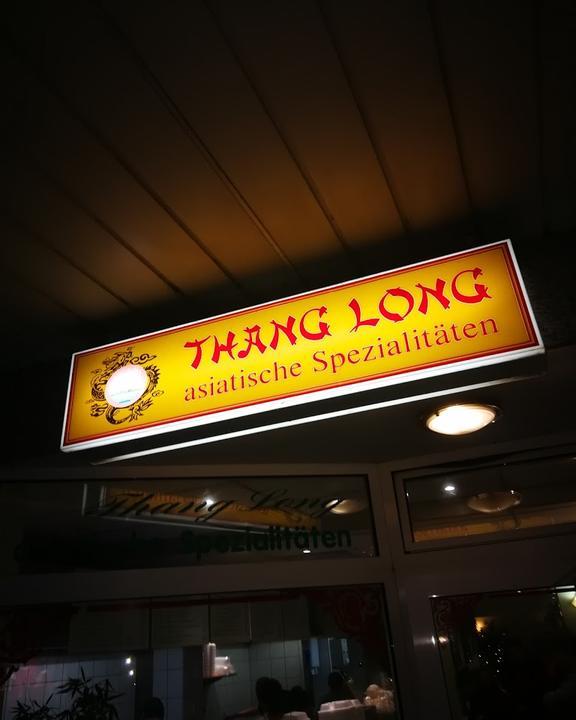 THANG LONG
asiatische Spezialitäten
Thang Long
Spezialitäten